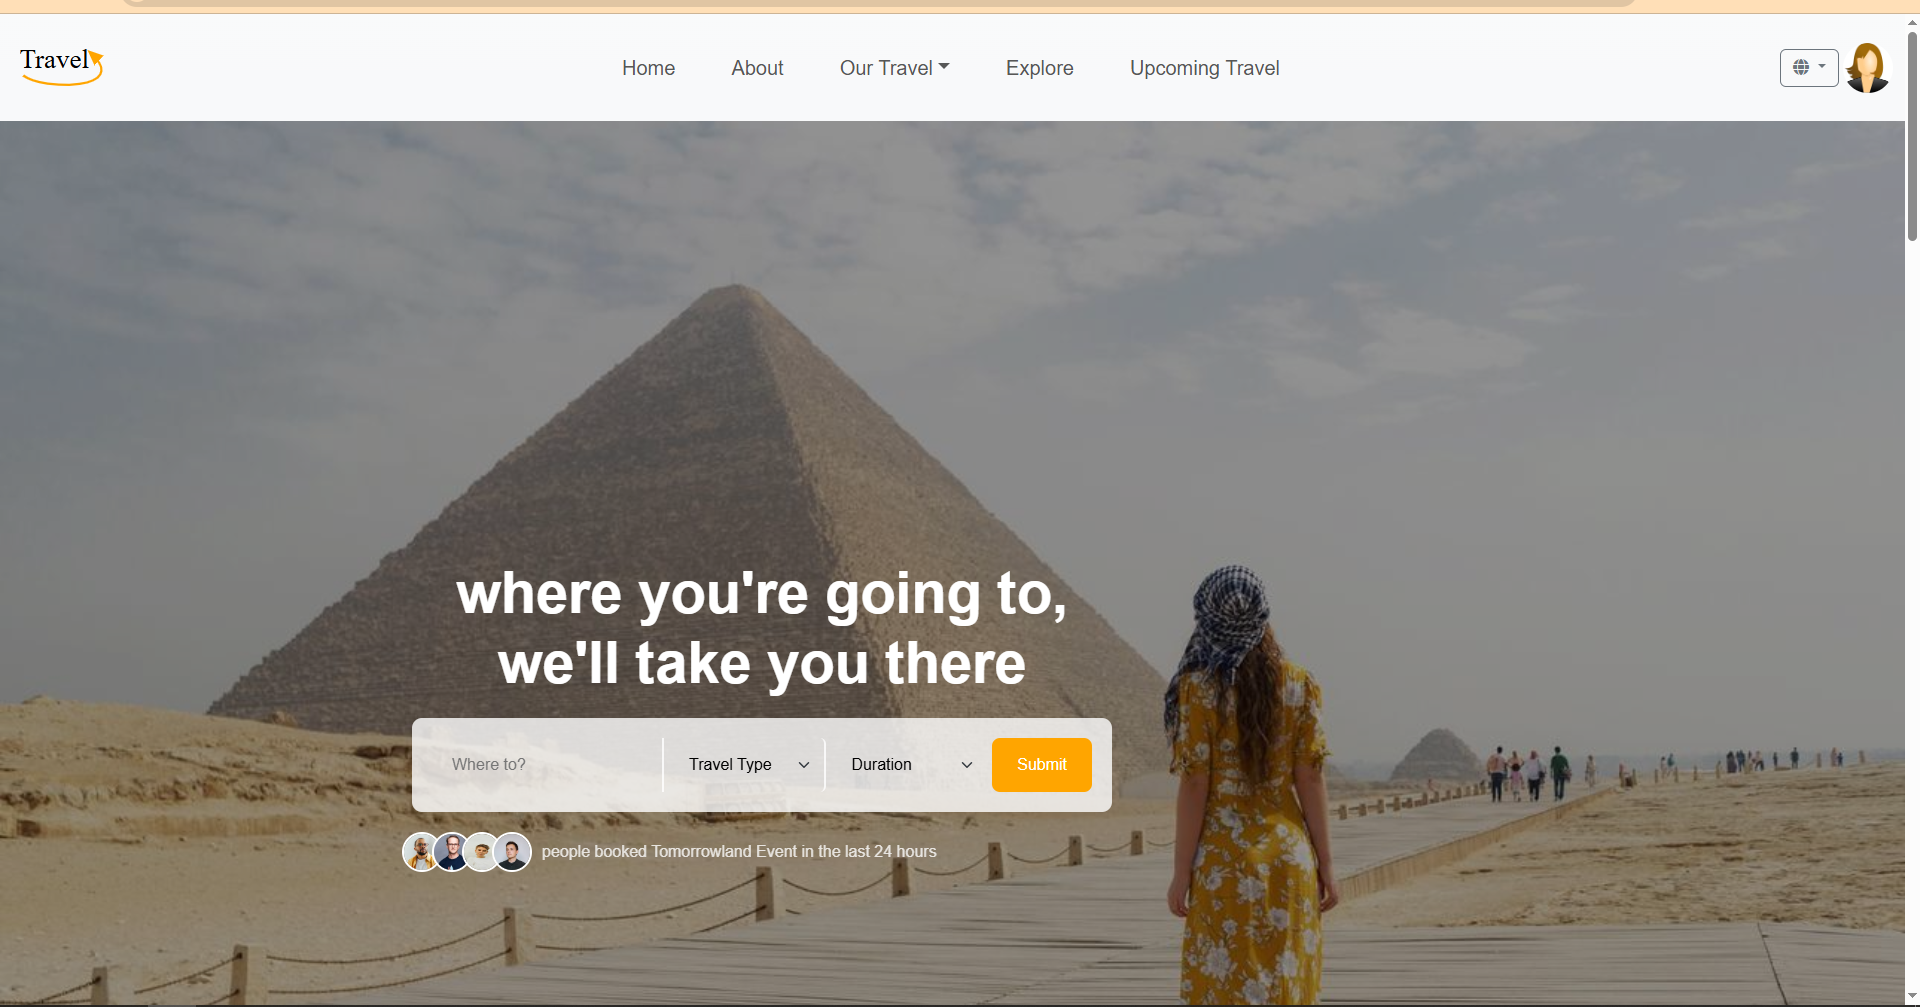 Travel
Home
About
Our Travel
Explore
Upcoming Travel
where you're going to,
we'll take you there
Where to?
Travel Type
Duration
Submit
people booked Tomorrowland Event in the last 24 hours